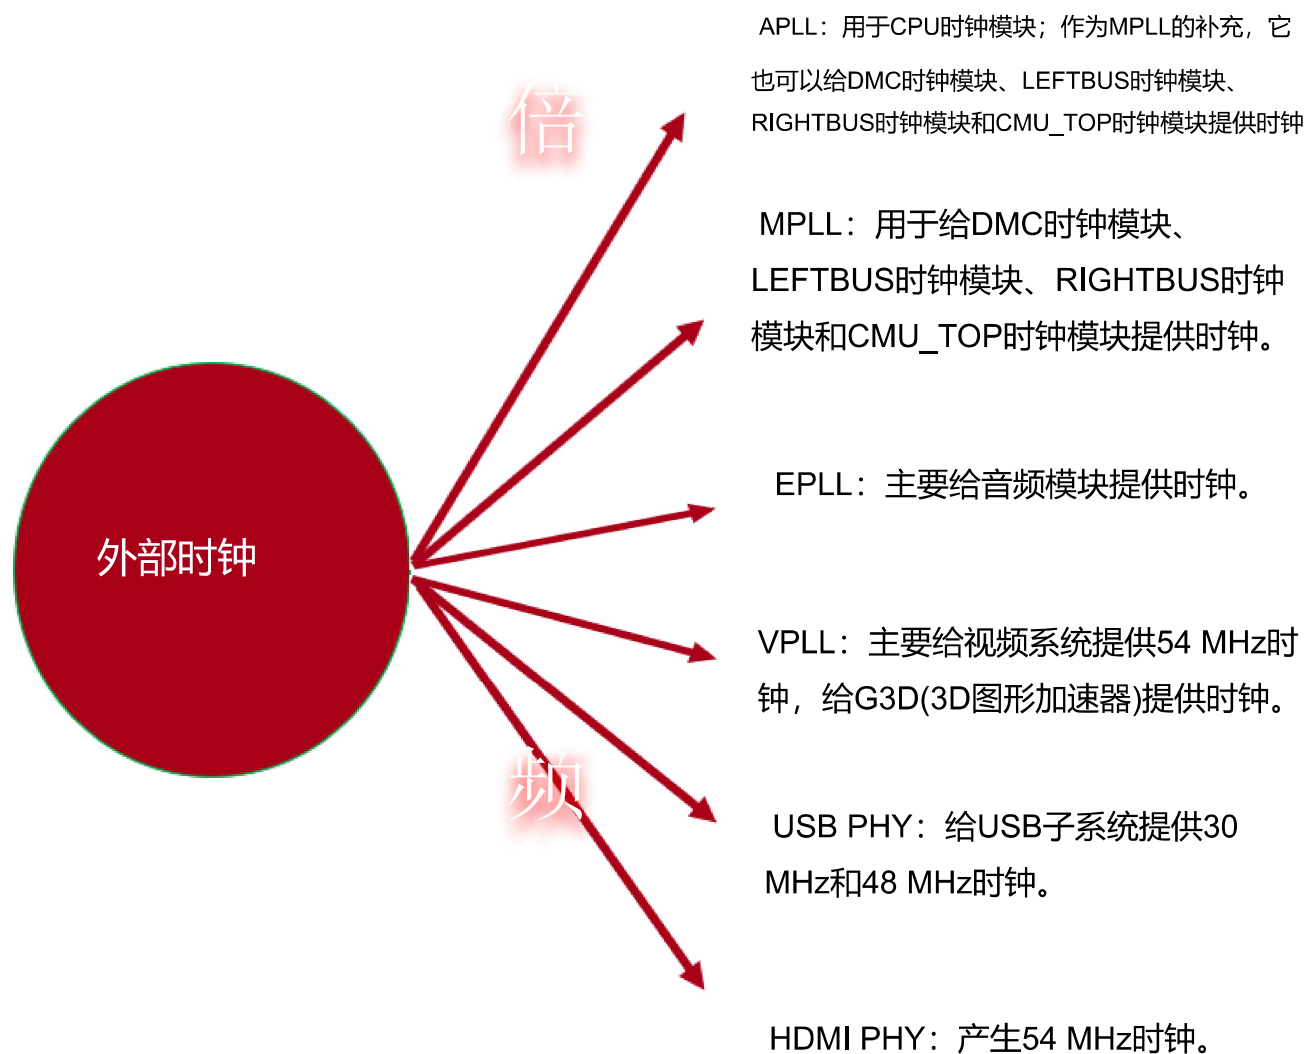 倍
APLL：用于CPU时钟模块；作为MPLL的补充，它
也可以给DMC时钟模块、LEFTBUS时钟模块、
RIGHTBUS时钟模块和CMU_TOP时钟模块提供时钟
MPLL：用于给DMC时钟模块、
LEFTBUS时钟模块、RIGHTBUS时钟
模块和CMU_TOP时钟模块提供时钟。
EPLL：主要给音频模块提供时钟。
外部时钟
VPLL：主要给视频系统提供54 MHz时
钟，给G3D(3D图形加速器)提供时钟。
频
USB PHY：给USB子系统提供30
MHz和48 MHz时钟。
HDMI PHY：产生54 MHz时钟。